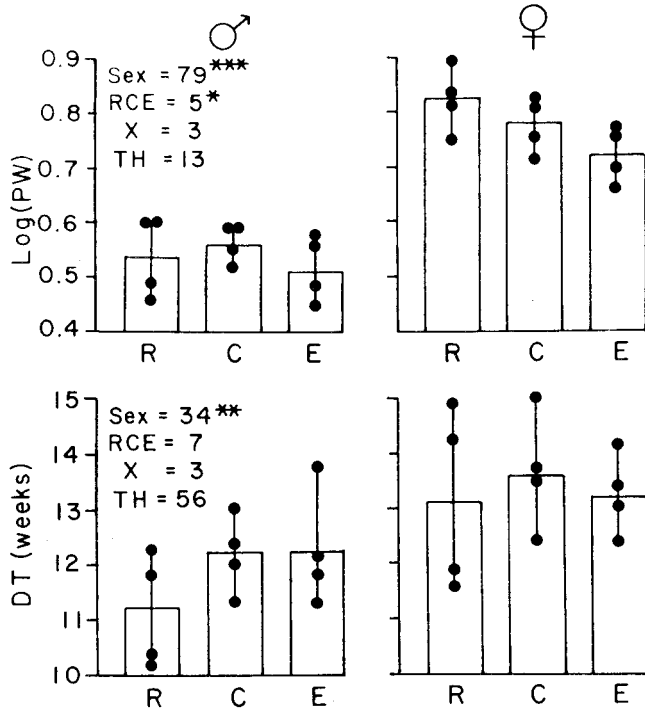 ♂
♀
Log(PW)
0.9
0.8
0.7
0.6
0.5
0.4
Sex = 79***
RCE = 5*
X = 3
TH = 13
R C E
R C E
DT (weeks)
15
14
13
12
11
10
Sex = 34**
RCE = 7
X = 3
TH = 56
R C E
R C E